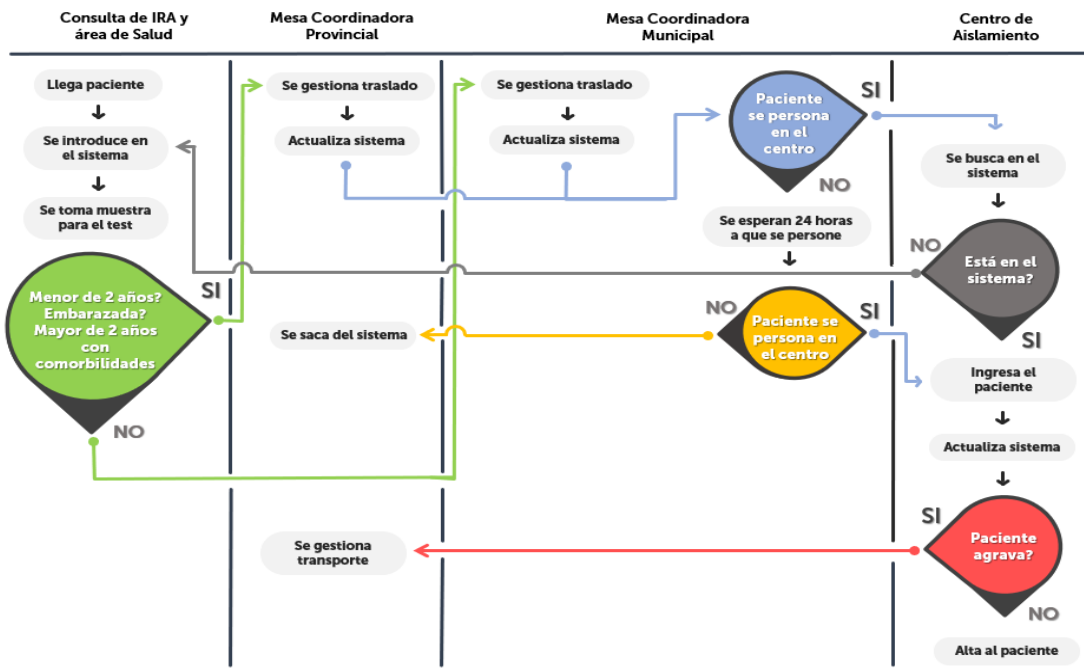 Consulta de IRA y
área de Salud
Mesa Coordinadora
Provincial
Mesa Coordinadora
Municipal
Centro de
Aislamiento
Llega paciente
Se introduce en
el sistema
Se toma muestra
para el test
Menor de 2 años?
Embarazada?
Mayor de 2 años
con
comorbilidades
SI
NO
Se gestiona traslado
Actualiza sistema
Se saca del sistema
Se gestiona
transporte
Se gestiona traslado
Actualiza sistema
Paciente
se persona
en el
centro
SI
NO
Se esperan 24 horas
a que se persone
NO
Paciente se
persona en
el centro
SI
Se busca en el
sistema
NO
Está en el
sistema?
SI
Ingresa el
paciente
Actualiza sistema
SI
Paciente
agrava?
NO
Alta al paciente